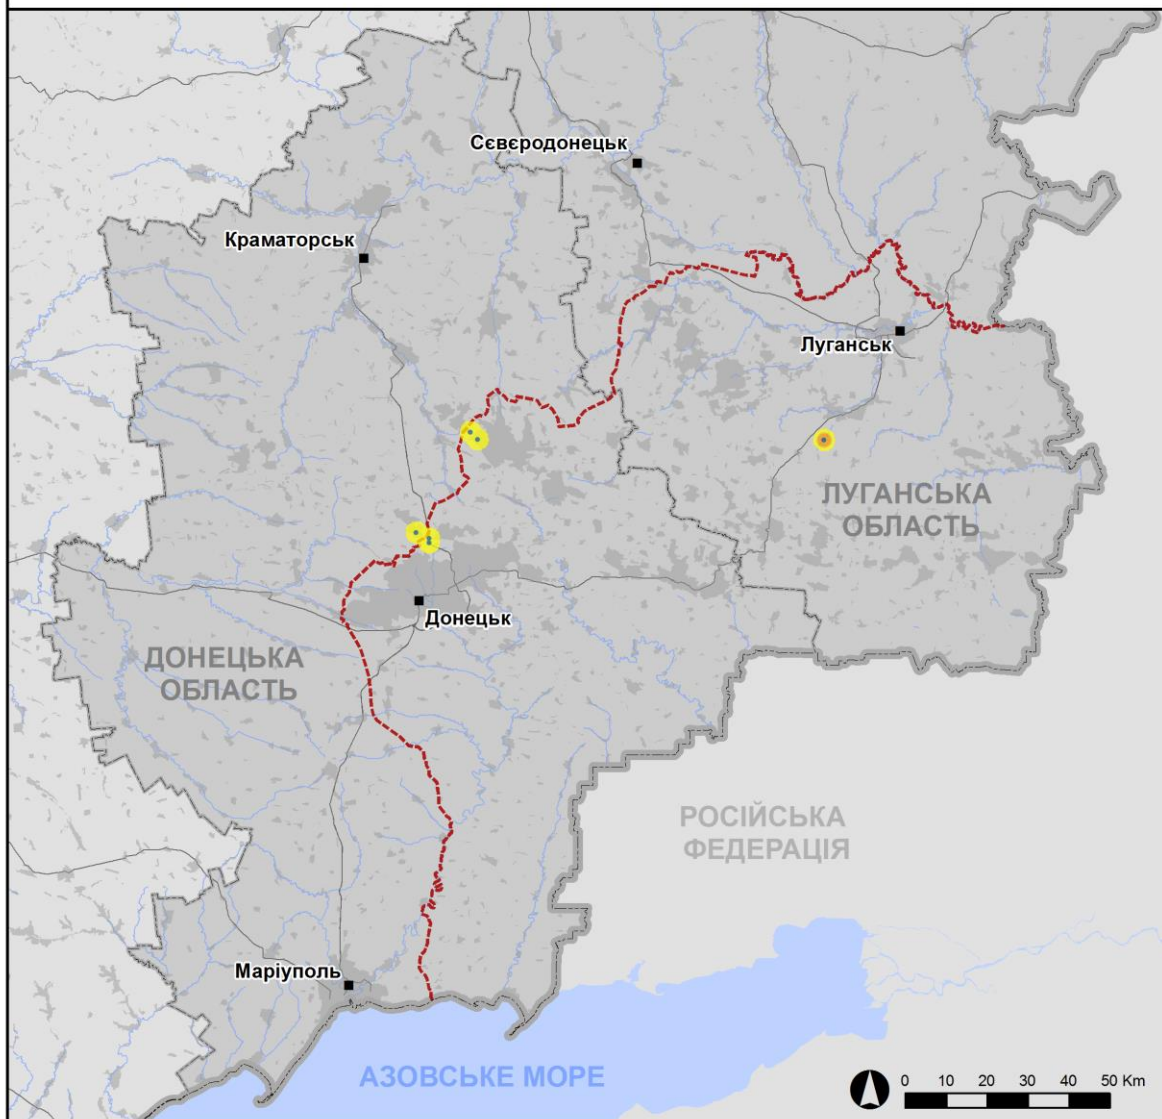 Сєвєродонецьк
Краматорськ
Луганськ
ЛУГАНСЬКА
ОБЛАСТЬ
Донецьк
ДОНЕЦЬКА
ОБЛАСТЬ
РОСІЙСЬКА
ФЕДЕРАЦІЯ
Маріуполь
АЗОВСЬКЕ МОРЕ
0 10 20 30 40 50 Km